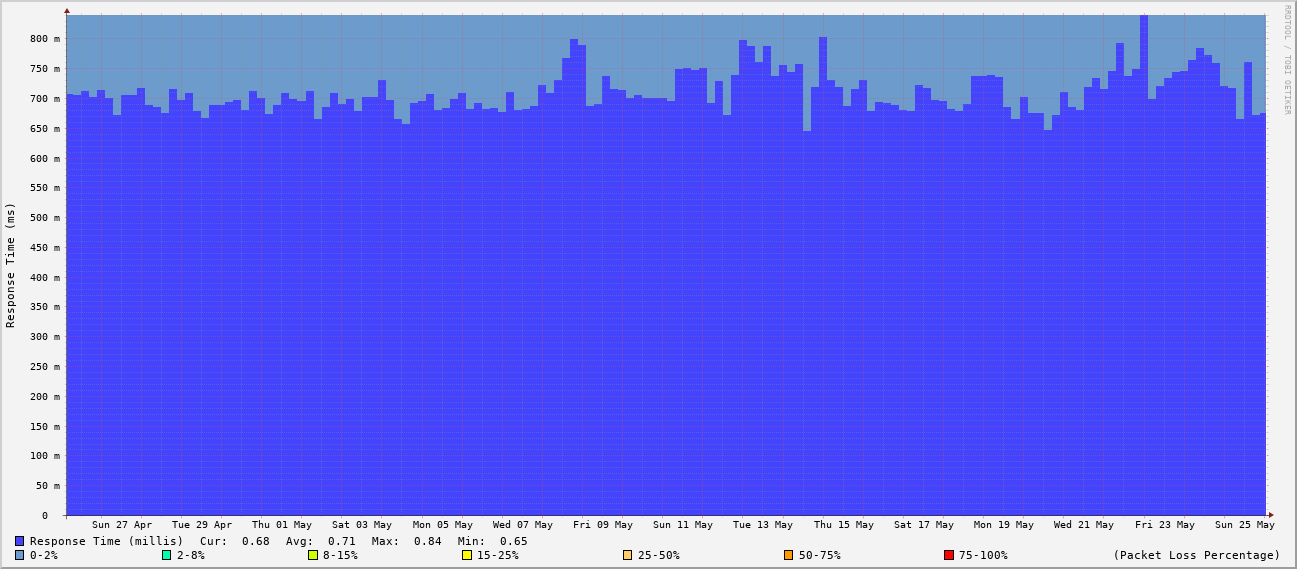 RRDTOOL / TOBI OETIKER
Response Time (ms)
800 m
750 m
700 m
650 m
600 m
550 m
500 m
450 m
400 m
350 m
300 m
250 m
200 m
150 m
100 m
50 m
0
Sun 27 Apr Tue 29 Apr Thu 01 May Sat 03 May Mon 05 May Wed 07 May Fri 09 May Sun 11 May Tue 13 May Thu 15 May Sat 17 May Mon 19 May Wed 21 May Fri 23 May Sun 25 May
Response Time (millis) Cur: 0.68 Avg: 0.71 Max: 0.84 Min: 0.65
0-2% 2-8% 8-15% 15-25% 25-50% 50-75% 75-100% (Packet Loss Percentage)